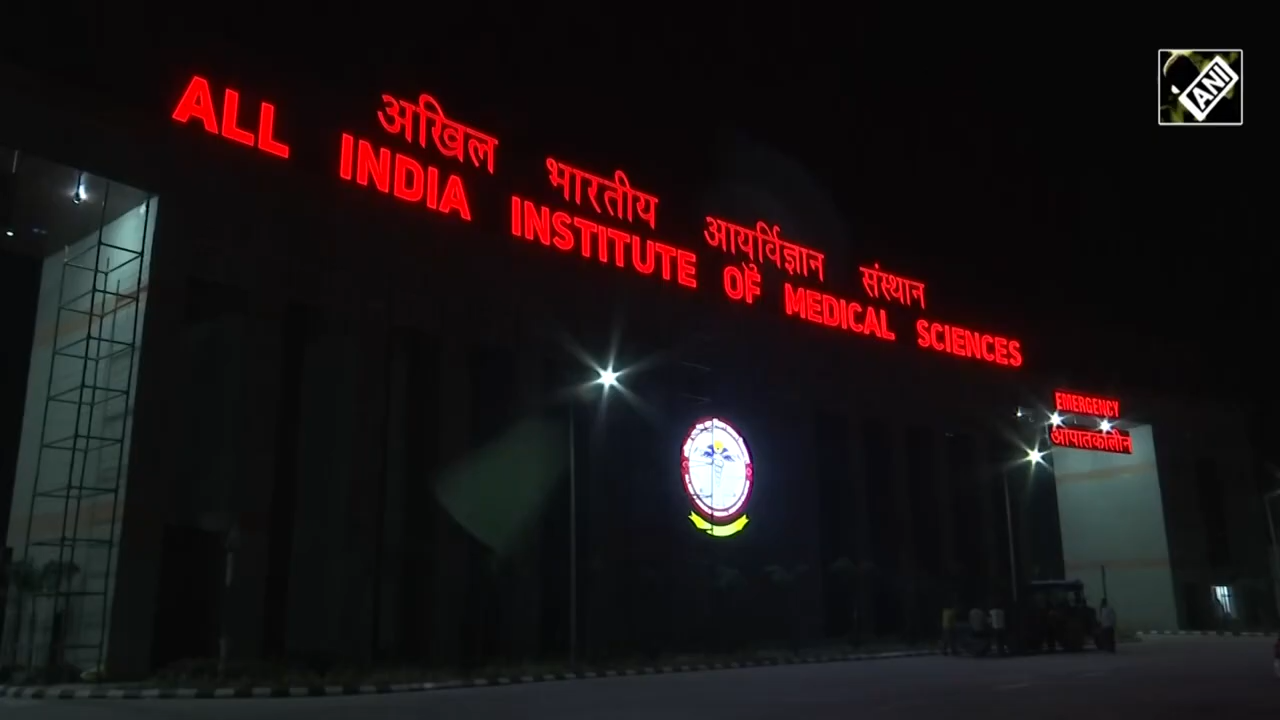 अखिल भारतीय आयुर्विज्ञान संस्थान
ALL INDIA INSTITUTE OF MEDICAL SCIENCES
EMERGENCY
आपातकालीन
ANI